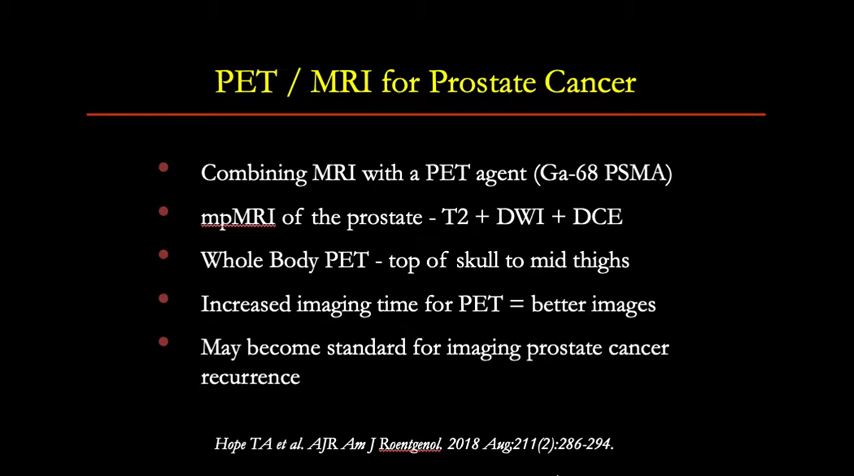 PET / MRI for Prostate Cancer
• Combining MRI with a PET agent (Ga-68 PSMA)
• mpMRI of the prostate - T2 + DWI + DCE
• Whole Body PET - top of skull to mid thighs
• Increased imaging time for PET = better images
• May become standard for imaging prostate cancer
recurrence
Hope TA et al. AJR Am J Roentgenol, 2018 Aug;211(2):286-294.